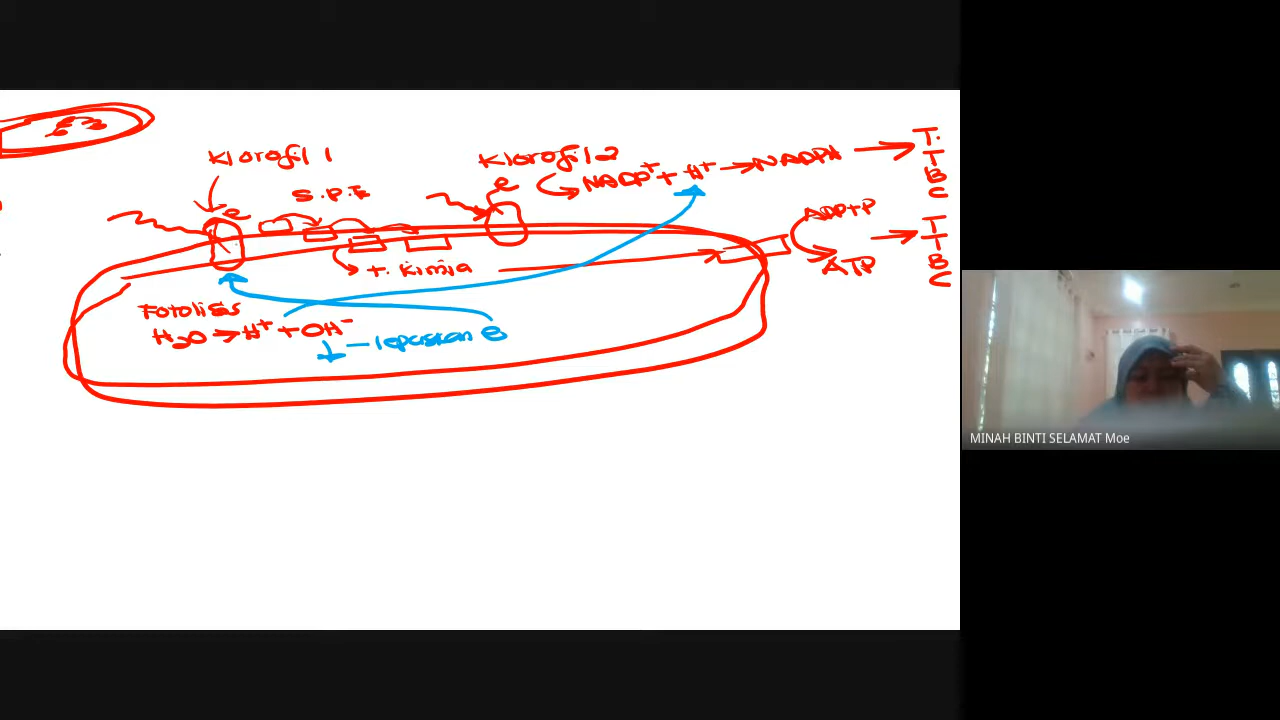 Klorofil 1
Klorofil 2
S.P.E
e
e
NADP⁺ + H⁺ → NADPH
T.
T
B
C
ADP+P
ATP
T
T
B
C
t. kimia
Fotolisis
H₂O → H⁺ + OH⁻
– lepaskan e
MINAH BINTI SELAMAT Moe